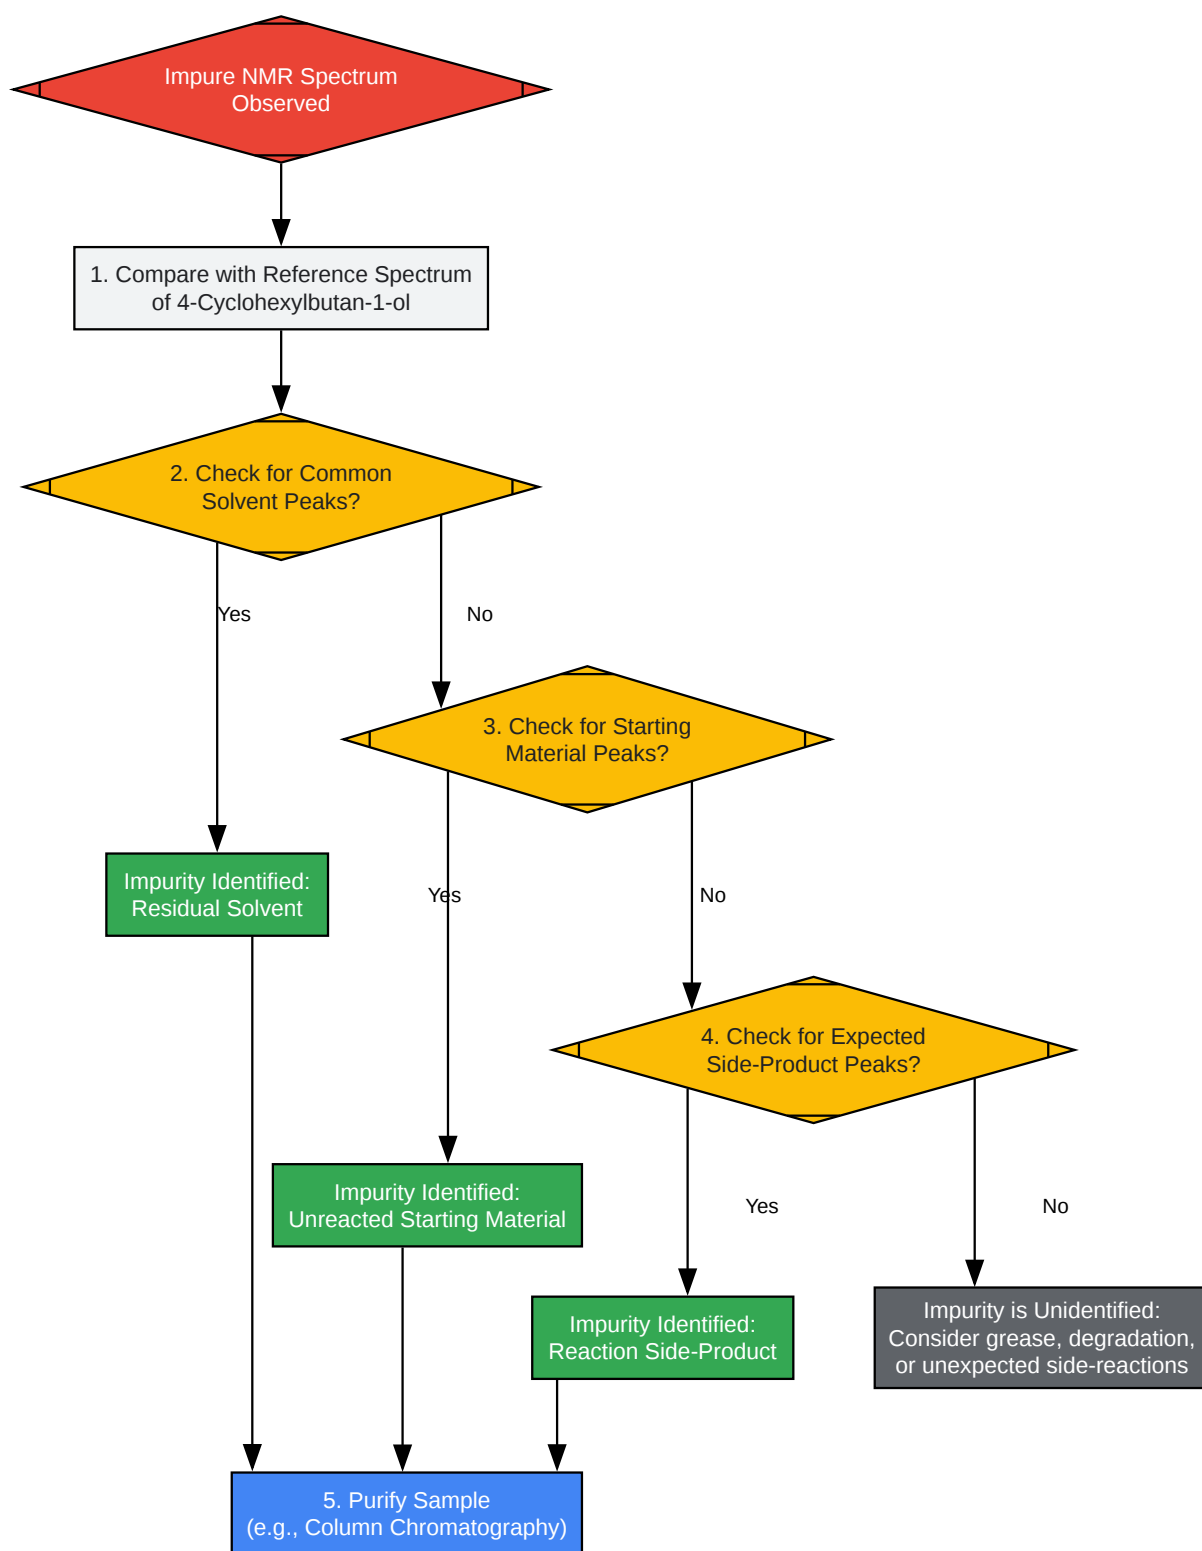 Impure NMR Spectrum
Observed
1. Compare with Reference Spectrum
of 4-Cyclohexylbutan-1-ol
2. Check for Common
Solvent Peaks?
Yes
No
3. Check for Starting
Material Peaks?
Impurity Identified:
Residual Solvent
Yes
No
4. Check for Expected
Side-Product Peaks?
Impurity Identified:
Unreacted Starting Material
Yes
No
Impurity Identified:
Reaction Side-Product
Impurity is Unidentified:
Consider grease, degradation,
or unexpected side-reactions
5. Purify Sample
(e.g., Column Chromatography)